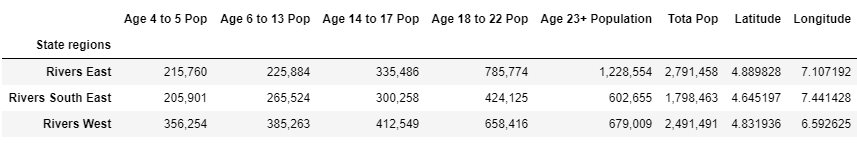 Age 4 to 5 Pop Age 6 to 13 Pop Age 14 to 17 Pop Age 18 to 22 Pop Age 23+ Population Tota Pop Latitude Longitude
State regions
Rivers East 215,760 225,884 335,486 785,774 1,228,554 2,791,458 4.889828 7.107192
Rivers South East 205,901 265,524 300,258 424,125 602,655 1,798,463 4.645197 7.441428
Rivers West 356,254 385,263 412,549 658,416 679,009 2,491,491 4.831936 6.592625